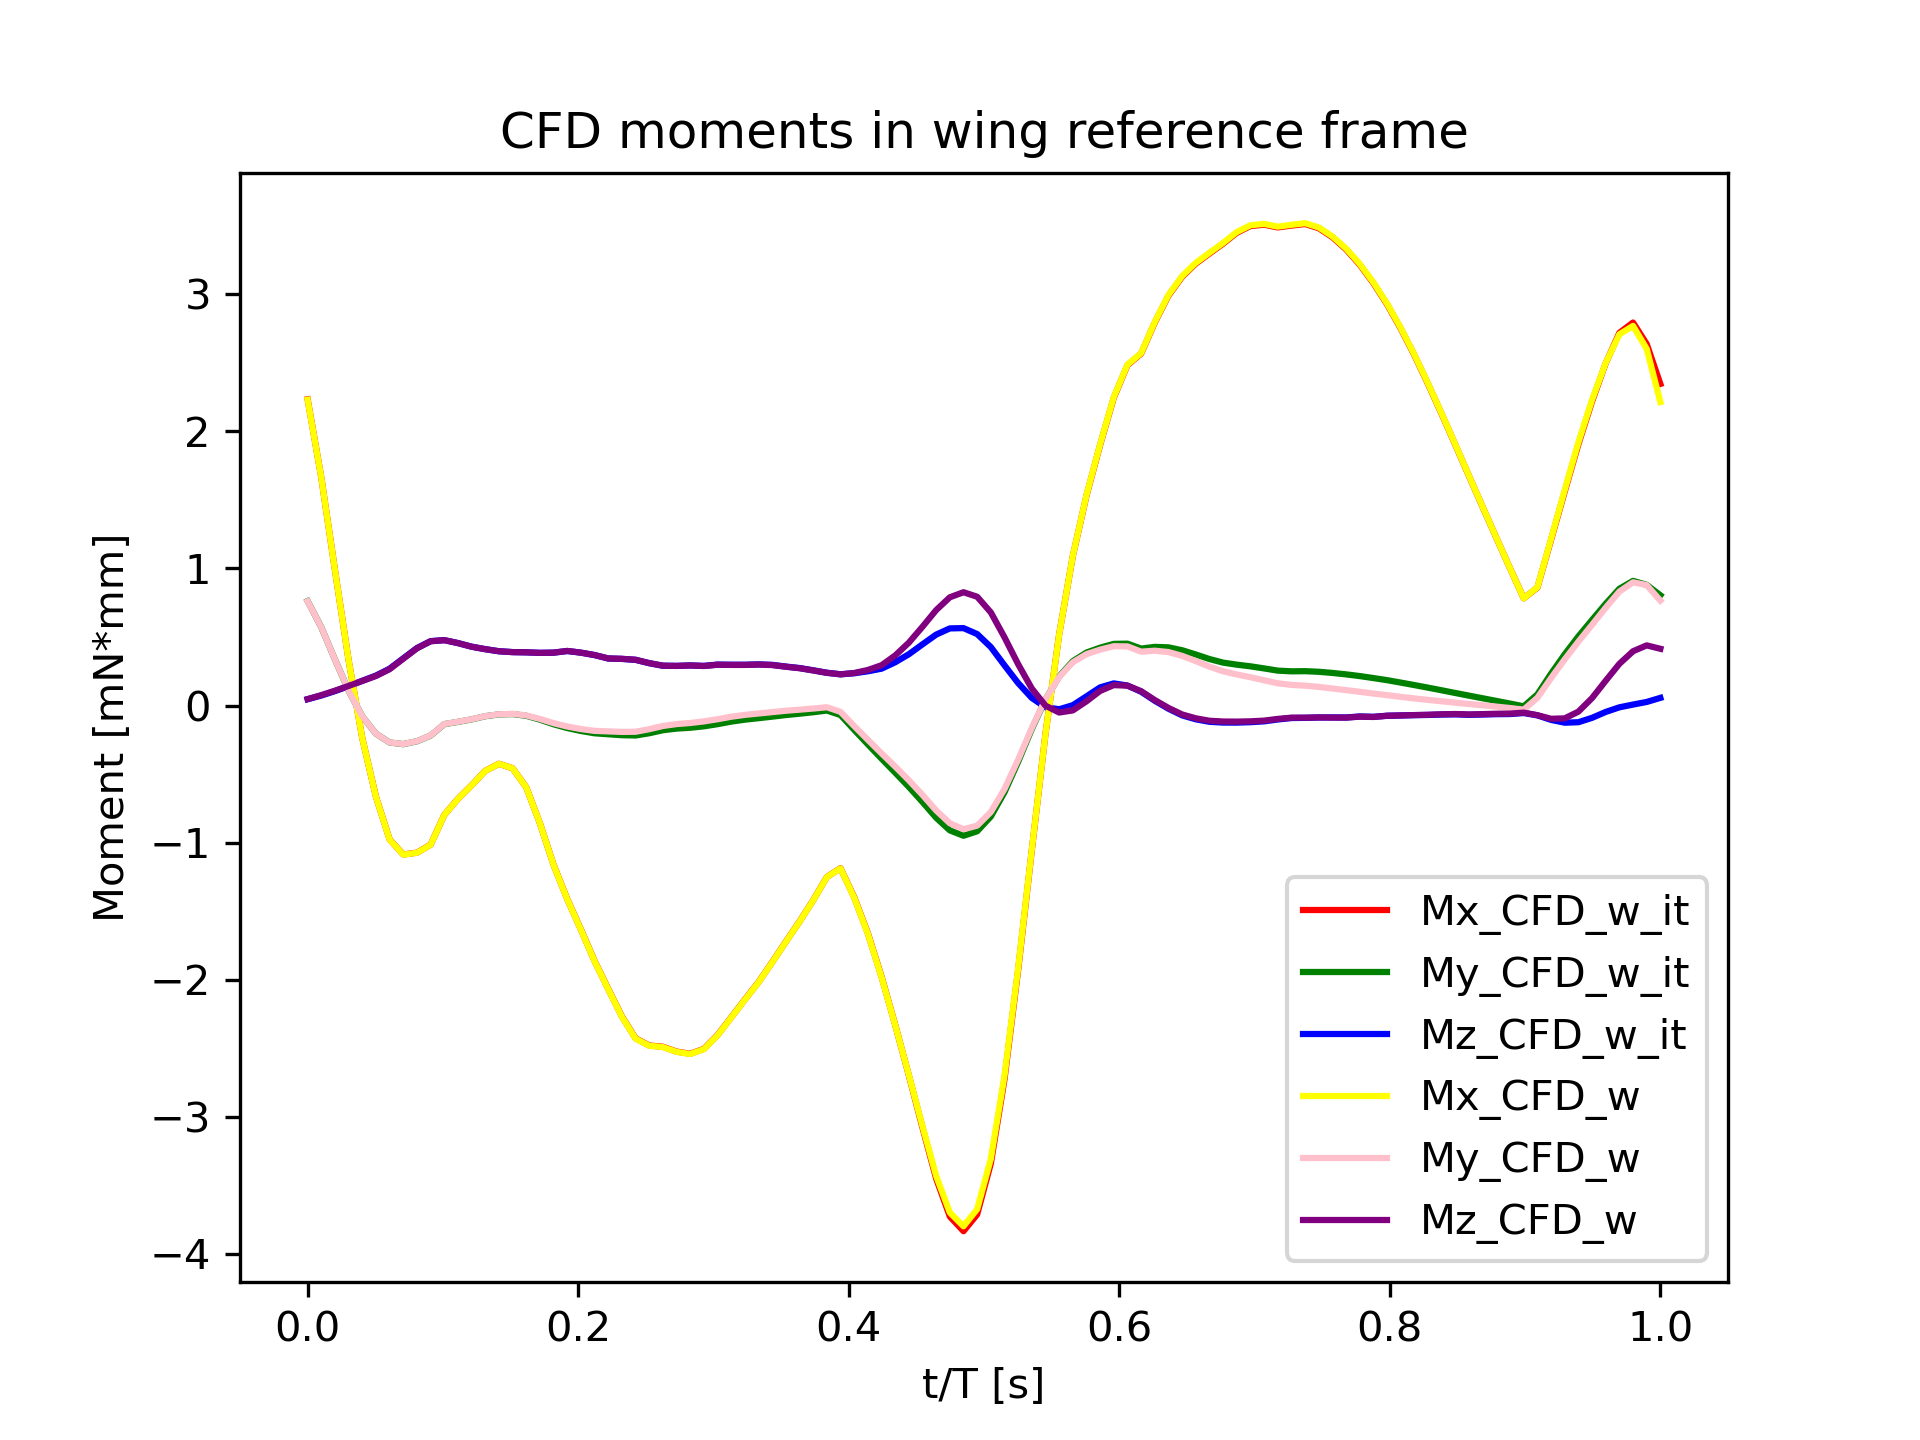 CFD moments in wing reference frame
Moment [mN*mm]
3
2
1
0
−1
−2
−3
−4
Mx_CFD_w_it
My_CFD_w_it
Mz_CFD_w_it
Mx_CFD_w
My_CFD_w
Mz_CFD_w
0.0 0.2 0.4 0.6 0.8 1.0
t/T [s]